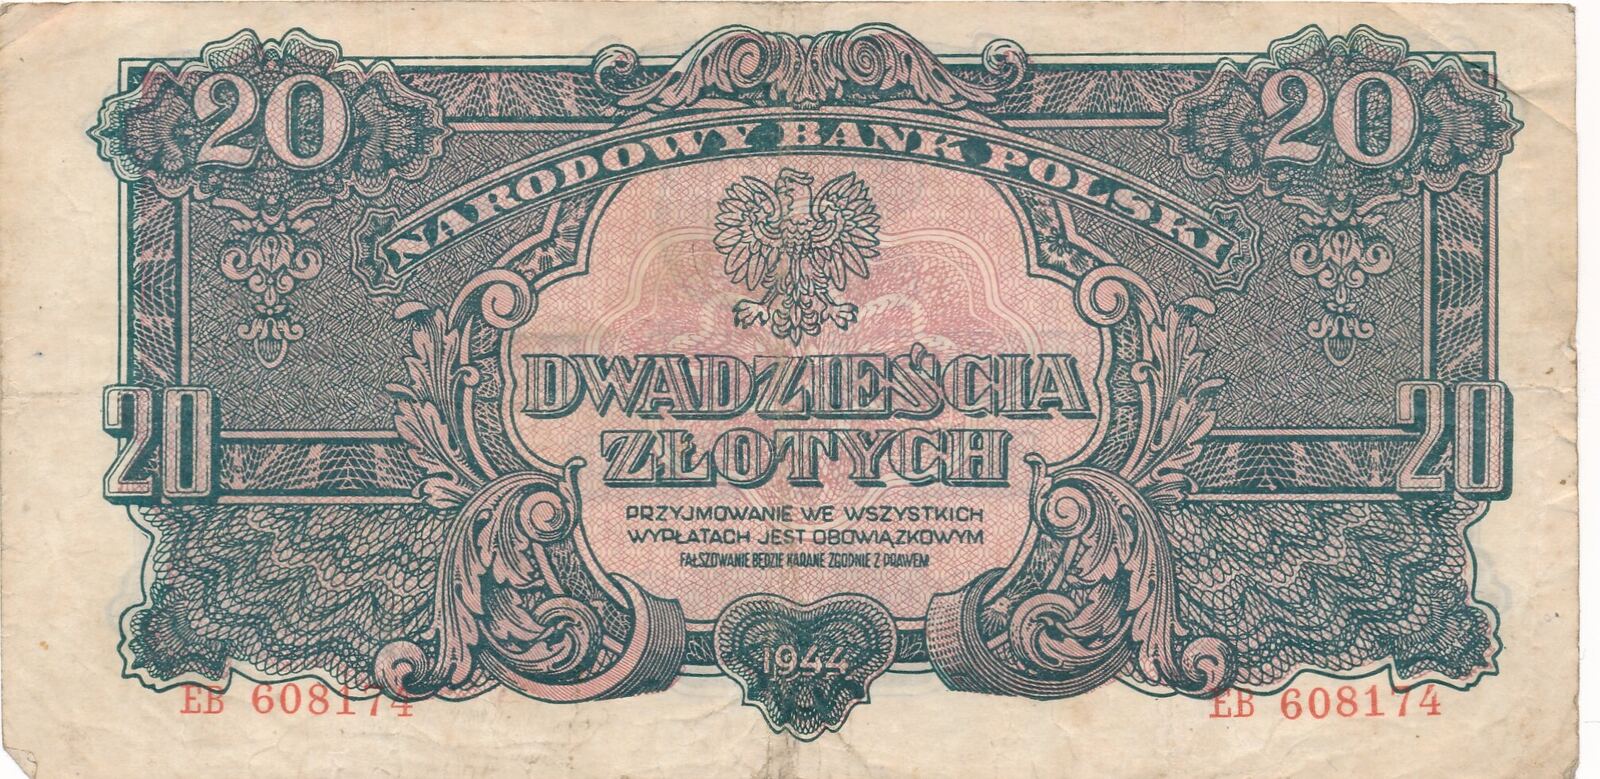 20 20
NARODOWY BANK POLSKI
DWADZIEŚCIA
ZŁOTYCH
20 20
PRZYJMOWANIE WE WSZYSTKICH
WYPŁATACH JEST OBOWIĄZKOWYM
FAŁSZOWANIE BĘDZIE KARANE ZGODNIE Z PRAWEM
1944
EB 608174 EB 608174